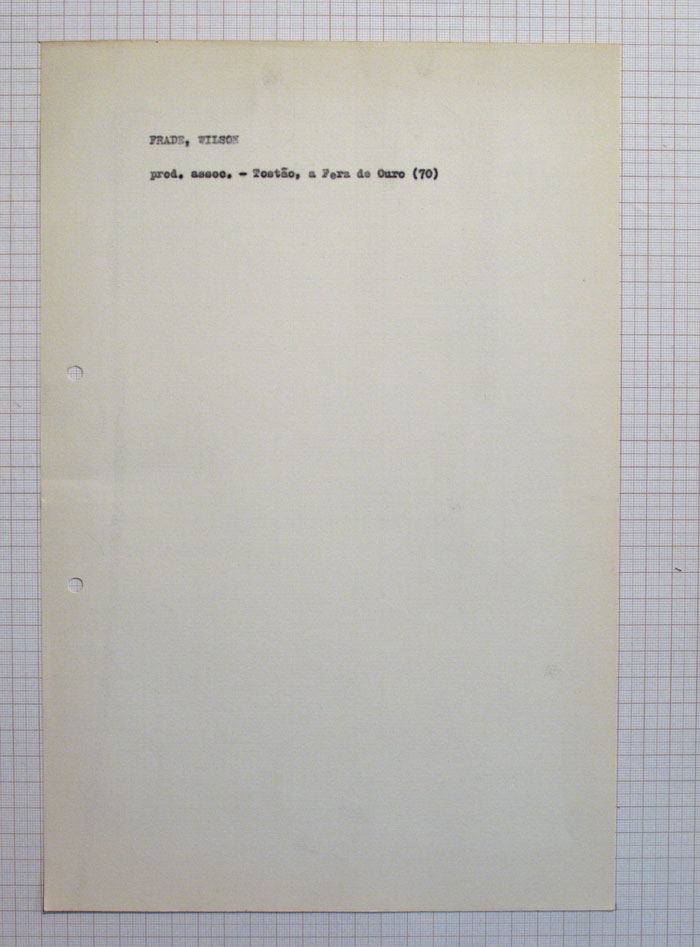 FRADE, WILSON
prod. assoc. - Tostão, a Fera de Ouro (70)